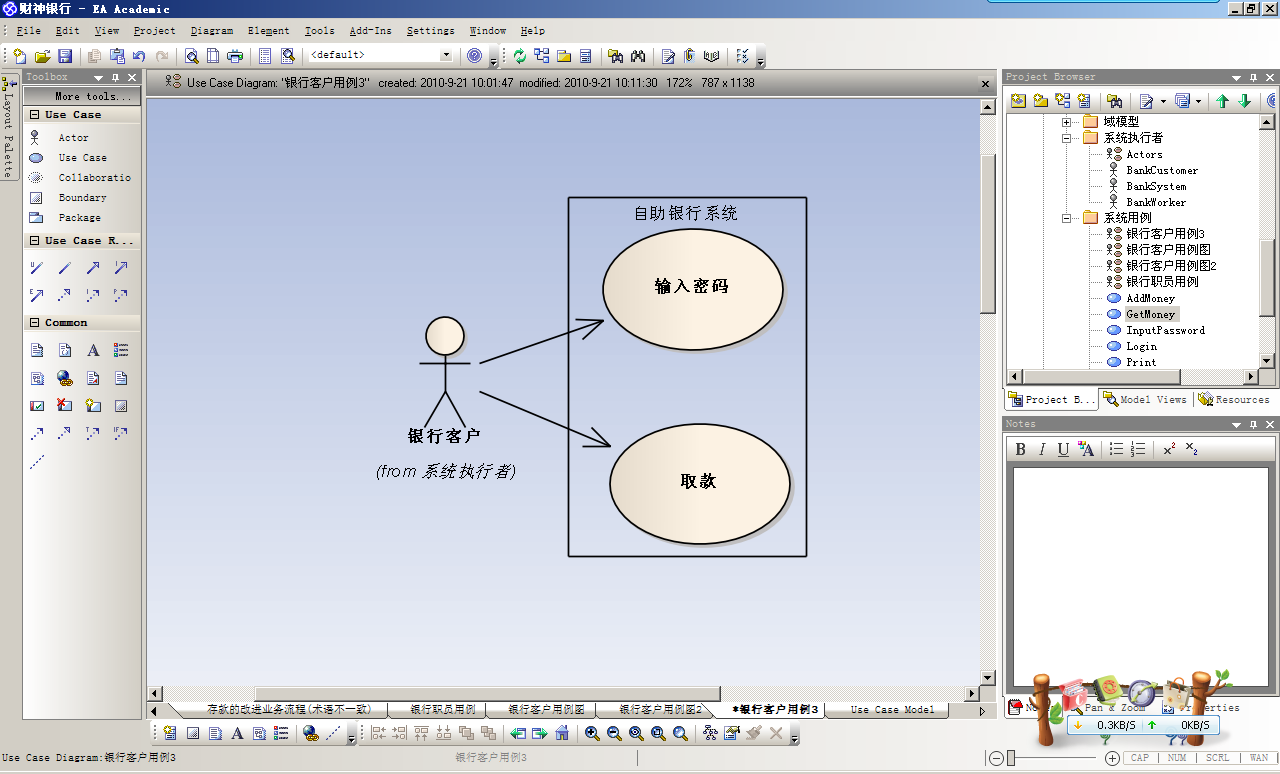 财神银行 - EA Academic
File Edit View Project Diagram Element Tools Add-Ins Settings Window Help
<default>
Layout Palette
Toolbox
More tools...
Use Case
Actor
Use Case
Collaboratio
Boundary
Package
Use Case R...
Common
Use Case Diagram: "银行客户用例3" created: 2010-9-21 10:01:47 modified: 2010-9-21 10:11:30 172% 787 x 1138
自助银行系统
输入密码
取款
银行客户
(from 系统执行者)
存款的改进业务流程(术语不一致) 银行职员用例 银行客户用例图 银行客户用例图2 *银行客户用例3 Use Case Model
Project Browser
域模型
系统执行者
Actors
BankCustomer
BankSystem
BankWorker
系统用例
银行客户用例3
银行客户用例图
银行客户用例图2
银行职员用例
AddMoney
GetMoney
InputPassword
Login
Print
Project B... Model Views Resources
Notes
B I U A x² x₂
Pan & Zoom
0.3KB/S 0KB/S
Use Case Diagram:银行客户用例3 银行客户用例3 CAP NUM SCRL WAN